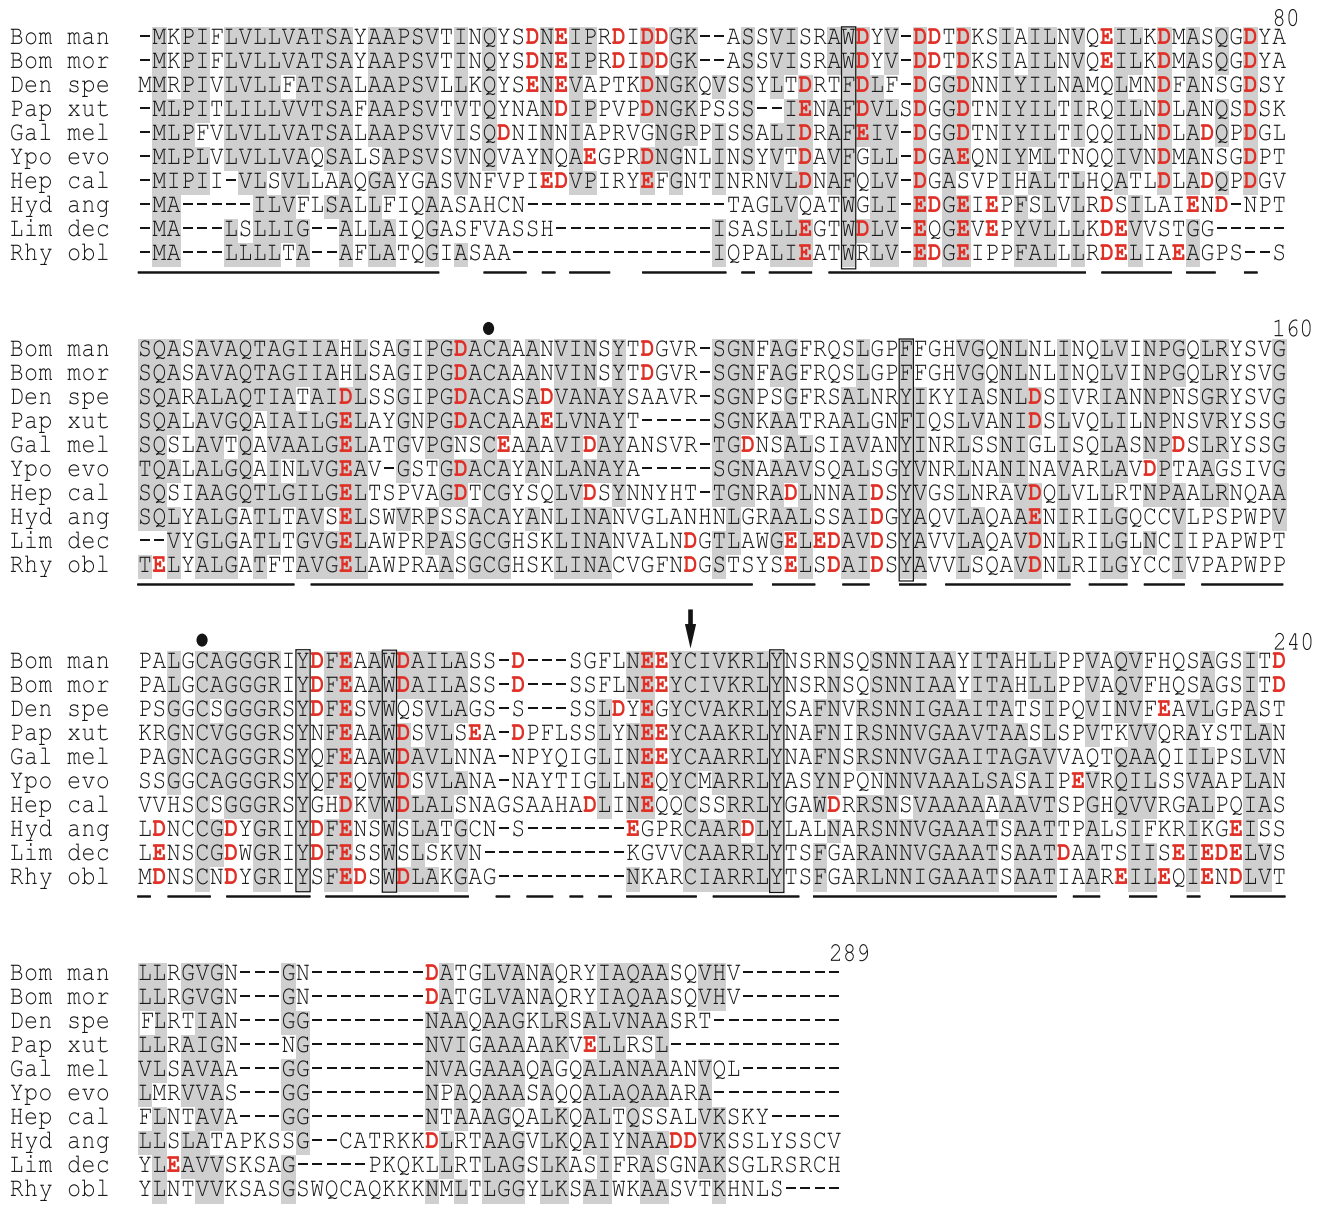 80
Bom man -MKPIFLVLLVATSAYAAPSVTINQYSDNEIPRDIDDGK--ASSVISRAWDYV-DDTDKSIAILNVQEILKDMASQGDYA
Bom mor -MKPIFLVLLVATSAYAAPSVTINQYSDNEIPRDIDDGK--ASSVISRAWDYV-DDTDKSIAILNVQEILKDMASQGDYA
Den spe MMRPIVLVLLFATSALAAPSVLLKQYSENEVAPTKDNGKQVSSYLTDRTFDLF-DGGDNNIYILNAMQLMNDFANSGDSY
Pap xut -MLPITLILLVVTSAFAAPSVTVTQYNANDIPPVPDNGKPSSS--IENAFDVLSDGGDTNIYILTIRQILNDLANQSDSK
Gal mel -MLPFVLVLLVATSALAAPSVVISQDNINNIAPRVGNGRPISSALIDRAFEIV-DGGDTNIYILTIQQILNDLADQPDGL
Ypo evo -MLPLVLVLLVAQSALSAPSVSVNQVAYNQAEGPRDNGNLINSYVTDAVFGLL-DGAEQNIYMLTNQQIVNDMANSGDPT
Hep cal -MIPII-VLSVLLAAQGAYGASVNFVPIEDVPIRYEFGNTINRNVLDNAFQLV-DGASVPIHALTLHQATLDLADQPDGV
Hyd ang -MA-----ILVFLSALLFIQAASAHCN--------------TAGLVQATWGLI-EDGEIEPFSLVLRDSILAIEND-NPT
Lim dec -MA---LSLLIG--ALLAIQGASFVASSH-----------ISASLLEGTWDLV-EQGEVEPYVLLLKDEVVSTGG-----
Rhy obl -MA---LLLLTA--AFLATQGIASAA--------------IQPALIEATWRLV-EDGEIPPFALLLRDELIAEAGPS--S
● 160
Bom man SQASAVAQTAGIIAHLSAGIPGDACAAANVINSYTDGVR-SGNFAGFRQSLGPFFGHVGQNLNLINQLVINPGQLRYSVG
Bom mor SQASAVAQTAGIIAHLSAGIPGDACAAANVINSYTDGVR-SGNFAGFRQSLGPFFGHVGQNLNLINQLVINPGQLRYSVG
Den spe SQARALAQTIATAIDLSSGIPGDACASADVANAYSAAVR-SGNPSGFRSALNRYIKYIASNLDSIVRIANNPNSGRYSVG
Pap xut SQALAVGQAIAILGELAYGNPGDACAAAELVNAYT-----SGNKAATRALGNFIQSLVANIDSLVQLILNPNSVRYSSG
Gal mel SQSLAVTQAVAALGELATGVPGNSCEAAAVIDAYANSVR-TGDNSALSIAVANYINRLSSNIGLISQLASNPDSLRYSSG
Ypo evo TQALALGQAINLVGEAV-GSTGDACAYANLANAYA-----SGNAAAVSQALSGYVNRLNANINAVARLAVDPTAAGSIVG
Hep cal SQSIAAGQTLGILGELTSPVAGDTCGYSQLVDSYNNYHT-TGNRADLNNAIDSYVGSLNRAVDQLVLLRTNPAALRNQAA
Hyd ang SQLYALGATLTAVSELSWVRPSSACAYANLINANVGLANHNLGRAALSSAIDGYAQVLAQAAENIRILGQCCVLPSPWPV
Lim dec --VYGLGATLTGVGELAWPRPASGCGHSKLINANVALNDGTLAWGELEDAVDSYAVVLAQAVDNLRILGLNCIIPAPWPT
Rhy obl TELYALGATFTAVGELAWPRAASGCGHSKLINACVGFNDGSTSYSELSDAIDSYAVVLSQAVDNLRILGYCCIVPAPWPP
● 240
Bom man PALGCAGGGRIYDFEAAWDAILASS-D---SGFLNEEYCIVKRLYNSRNSQSNNIAAYITAHLLPPVAQVFHQSAGSITD
Bom mor PALGCAGGGRIYDFEAAWDAILASS-D---SSFLNEEYCIVKRLYNSRNSQSNNIAAYITAHLLPPVAQVFHQSAGSITD
Den spe PSGGCSGGGRSYDFESVWQSVLAGS-S---SSLDYEGYCVAKRLYSAFNVRSNNIGAAITATSIPQVINVFEAVLGPAST
Pap xut KRGNCVGGGRSYNFEAAWDSVLSEA-DPFLSSLYNEEYCAAKRLYNAFNIRSNNVGAAVTAASLSPVTKVVQRAYSTLAN
Gal mel PAGNCAGGGRSYQFEAAWDAVLNNA-NPYQIGLINEEYCAARRLYNAFNSRSNNVGAAITAGAVVAQTQAAQIILPSLVN
Ypo evo SSGGCAGGGRSYQFEQVWDSVLANA-NAYTIGLLNEQYCMARRLYASYNPQNNNVAAALSASAIPEVRQILSSVAAPLAN
Hep cal VVHSCSGGGRSYGHDKVWDLALSNAGSAAHADLINEQQCSSRRLYGAWDRRSNSVAAAAAAAVTSPGHQVVRGALPQIAS
Hyd ang LDNCCGDYGRIYDFENSWSLATGCN-S-------EGPRCAARDLYLALNARSNNVGAAATSAATTPALSIFKRIKGEISS
Lim dec LENSCGDWGRIYDFESSWSLSKVN----------KGVVCAARRLYTSFGARANNVGAAATSAATDAATSIISEIEDELVS
Rhy obl MDNSCNDYGRIYSFEDSWDLAKGAG---------NKARCIARRLYTSFGARLNNIGAAATSAATIAAREILEQIENDLVT
289
Bom man LLRGVGN---GN--------DATGLVANAQRYIAQAASQVHV-------
Bom mor LLRGVGN---GN--------DATGLVANAQRYIAQAASQVHV-------
Den spe FLRTIAN---GG--------NAAQAAGKLRSALVNAASRT---------
Pap xut LLRAIGN---NG--------NVIGAAAAAKVELLRSL------------
Gal mel VLSAVAA---GG--------NVAGAAAQAGQALANAAANVQL-------
Ypo evo LMRVVAS---GG--------NPAQAAASAQQALAQAAARA---------
Hep cal FLNTAVA---GG--------NTAAAGQALKQALTQSSALVKSKY-----
Hyd ang LLSLATAPKSSG--CATRKKDLRTAAGVLKQAIYNAADDVKSSLYSSCV
Lim dec YLEAVVSKSAG-----PKQKLLRTLAGSLKASIFRASGNAKSGLRSRCH
Rhy obl YLNTVVKSASGSWQCAQKKKNMLTLGGYLKSAIWKAASVTKHNLS----